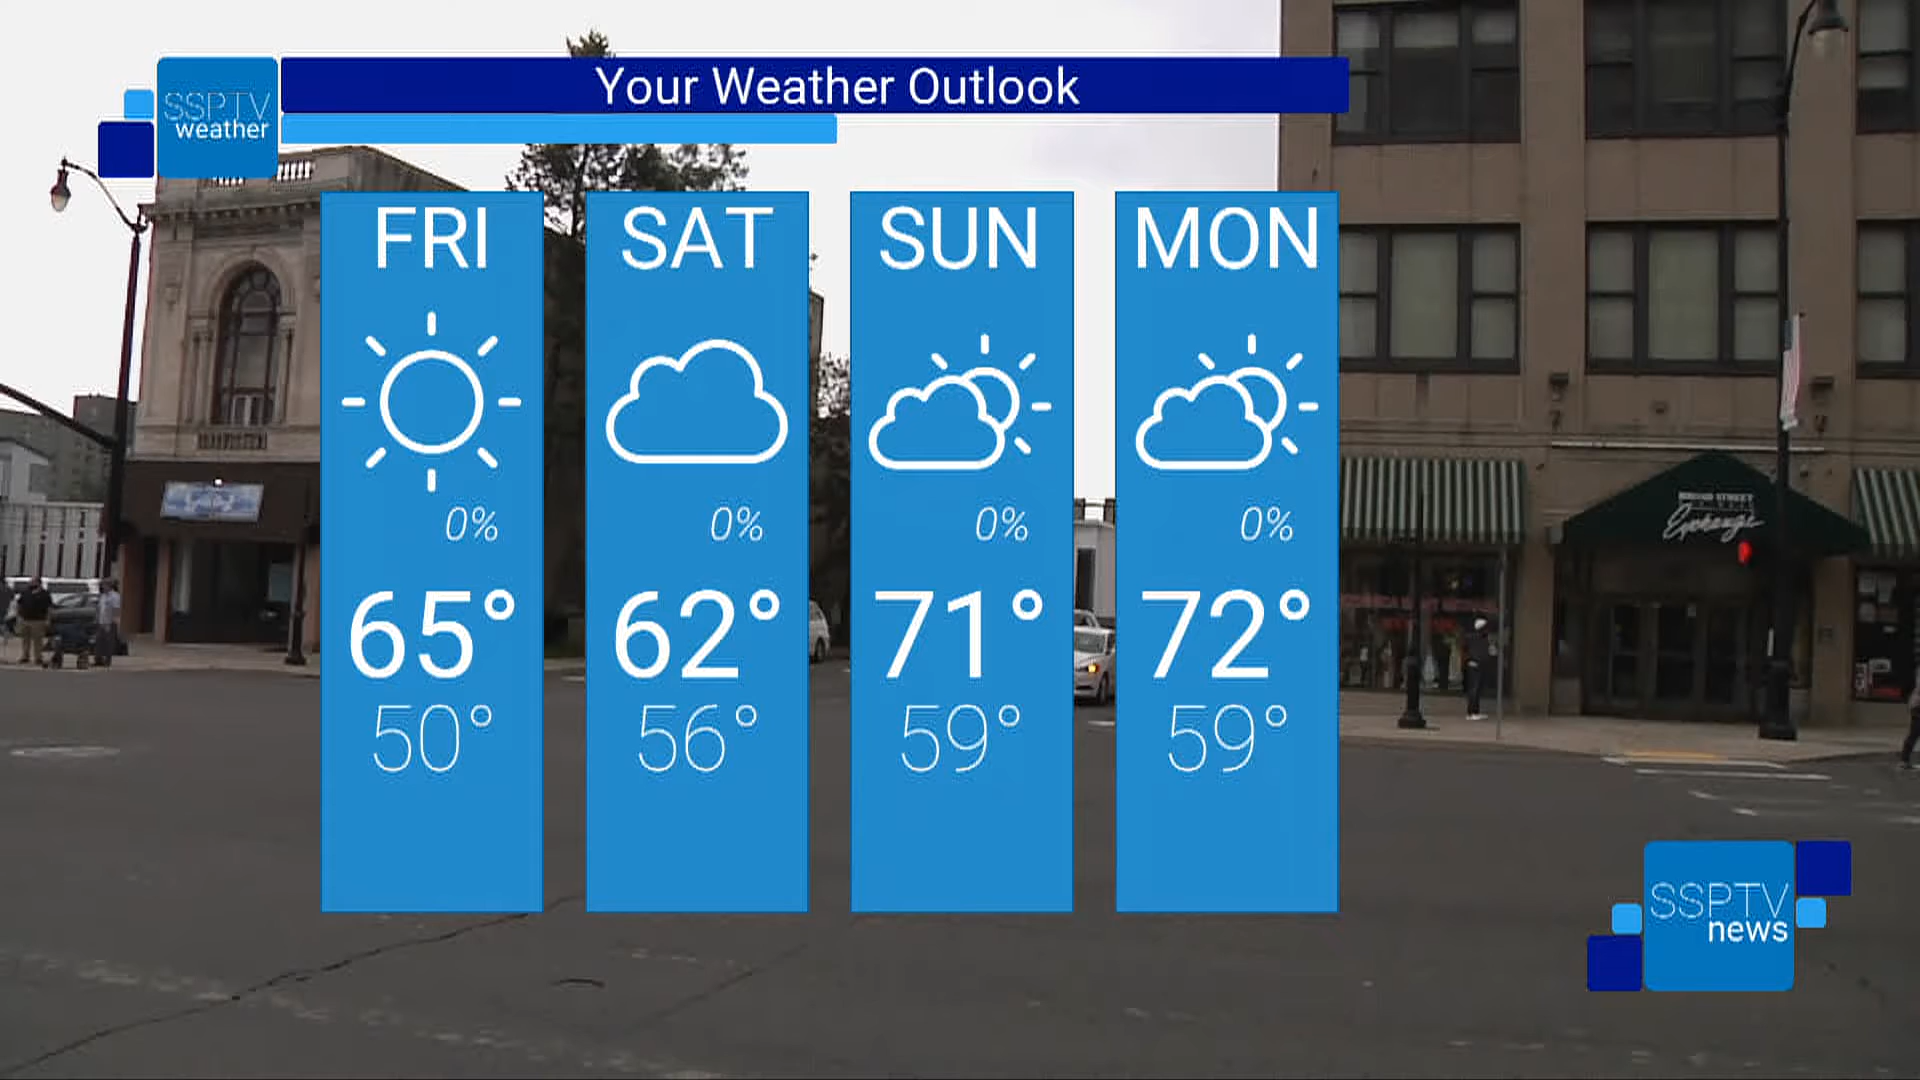 SSPTV
weather
Your Weather Outlook
FRI
0%
65°
50°
SAT
0%
62°
56°
SUN
0%
71°
59°
MON
0%
72°
59°
Exchange
SSPTV
news